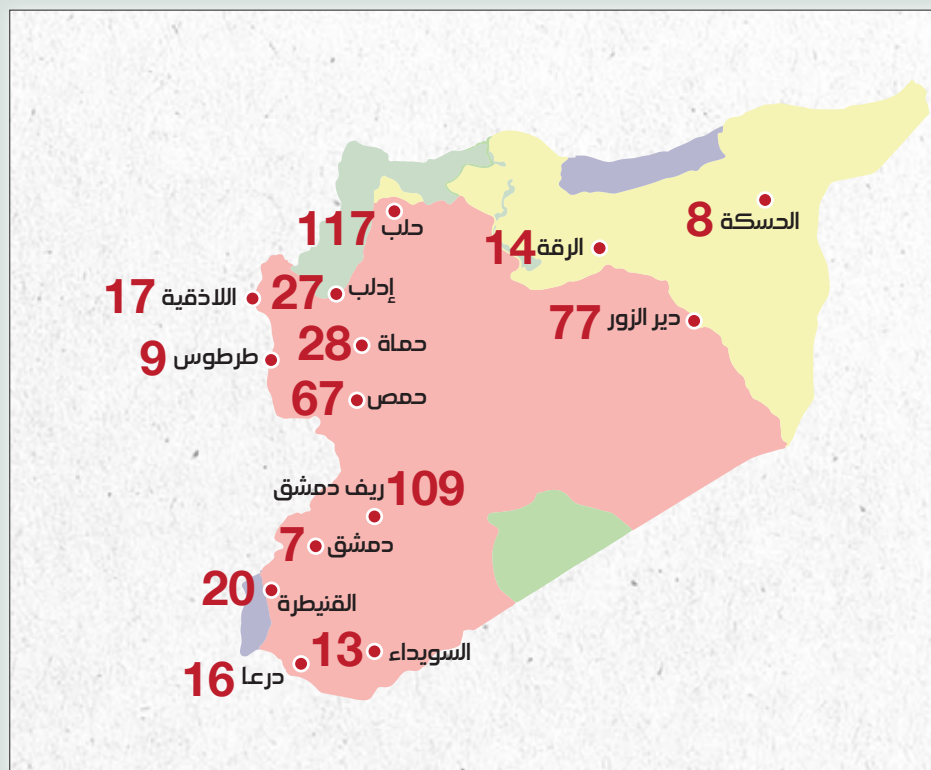 حلب 117
الحسكة 8
الرقة 14
إدلب 27
اللاذقية 17
دير الزور 77
حماة 28
طرطوس 9
حمص 67
109 ريف دمشق
دمشق 7
20 القنيطرة
السويداء 13
درعا 16